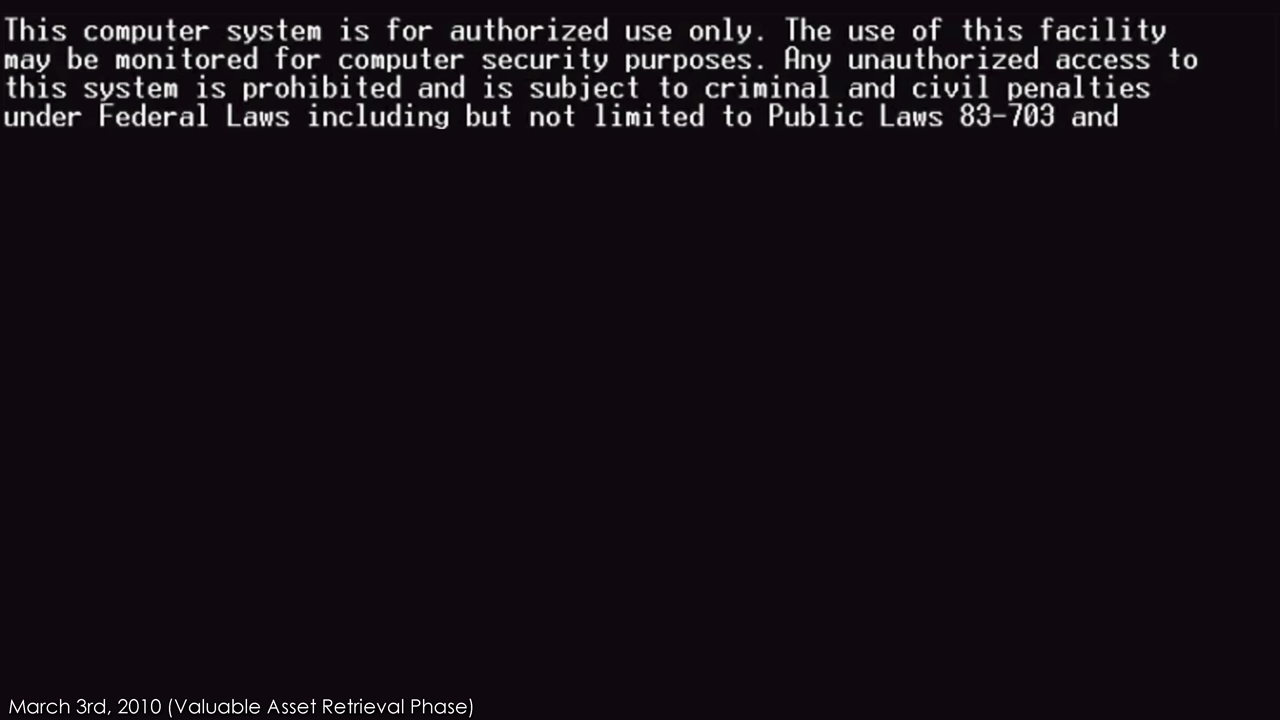 This computer system is for authorized use only. The use of this facility
may be monitored for computer security purposes. Any unauthorized access to
this system is prohibited and is subject to criminal and civil penalties
under Federal Laws including but not limited to Public Laws 83-703 and
March 3rd, 2010 (Valuable Asset Retrieval Phase)